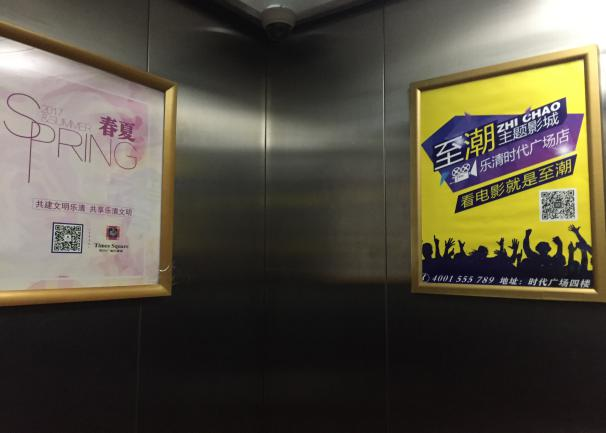 2017
&SUMMER
春夏
SPRING
共建文明乐清 共享乐清文明
Times Square
至潮
ZHI CHAO
主题影城
乐清时代广场店
看电影就是至潮
4001 555 789 地址：时代广场四楼